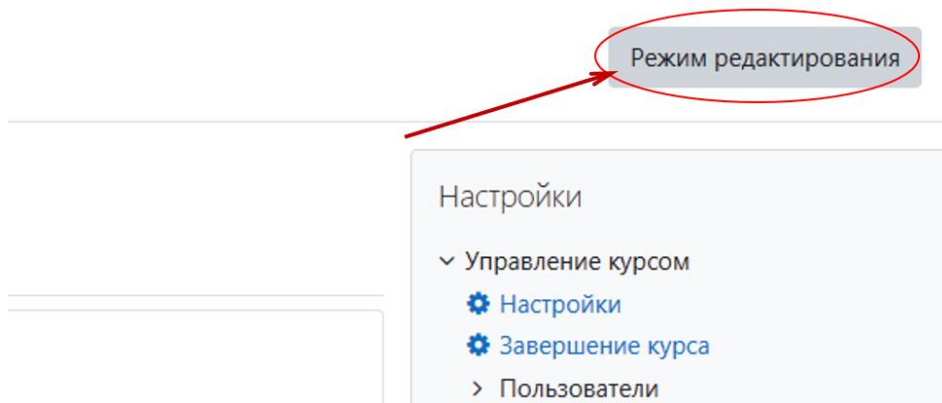 Режим редактирования
Настройки
Управление курсом
Настройки
Завершение курса
Пользователи